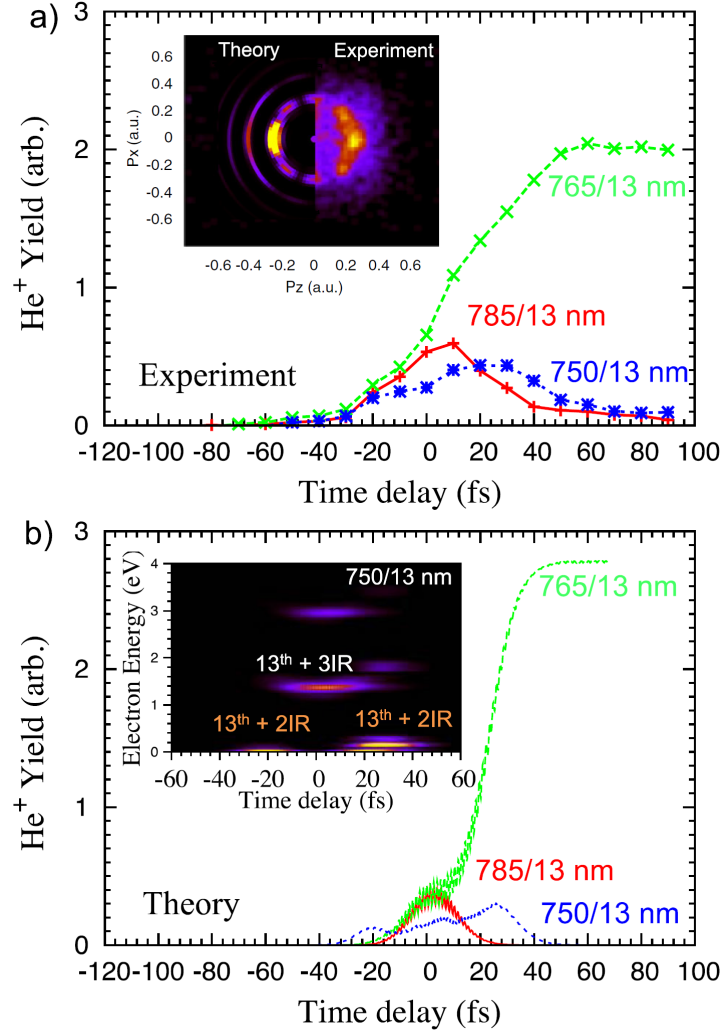 a)
3
2
1
0
He⁺ Yield (arb.)
Theory
Experiment
0.6
0.4
0.2
0
-0.2
-0.4
-0.6
Px (a.u.)
-0.6 -0.4 -0.2 0 0.2 0.4 0.6
Pz (a.u.)
765/13 nm
785/13 nm
750/13 nm
Experiment
-120 -100 -80 -60 -40 -20 0 20 40 60 80 100
Time delay (fs)
b)
3
2
1
0
He⁺ Yield (arb.)
4
3
2
1
0
Electron Energy (eV)
750/13 nm
13th + 3IR
13th + 2IR
13th + 2IR
-60 -40 -20 0 20 40 60
Time delay (fs)
765/13 nm
785/13 nm
750/13 nm
Theory
-120 -100 -80 -60 -40 -20 0 20 40 60 80 100
Time delay (fs)